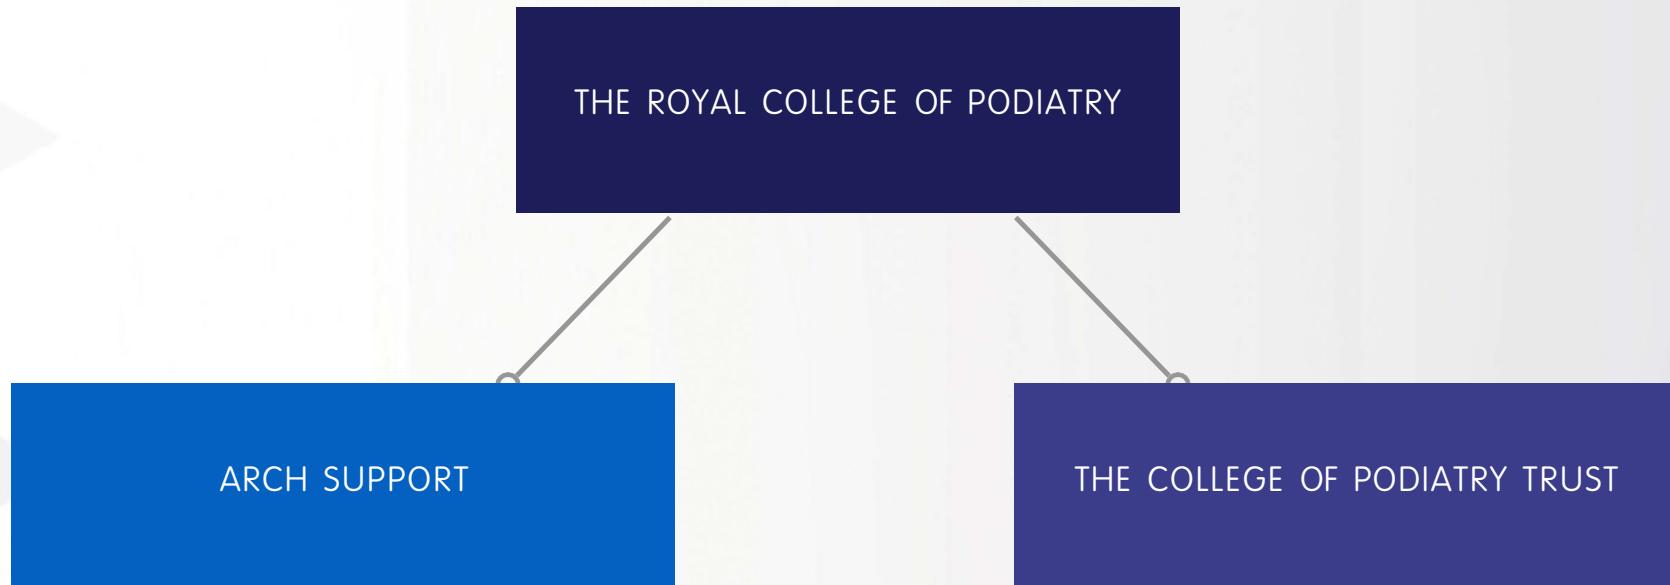 THE ROYAL COLLEGE OF PODIATRY
ARCH SUPPORT
THE COLLEGE OF PODIATRY TRUST